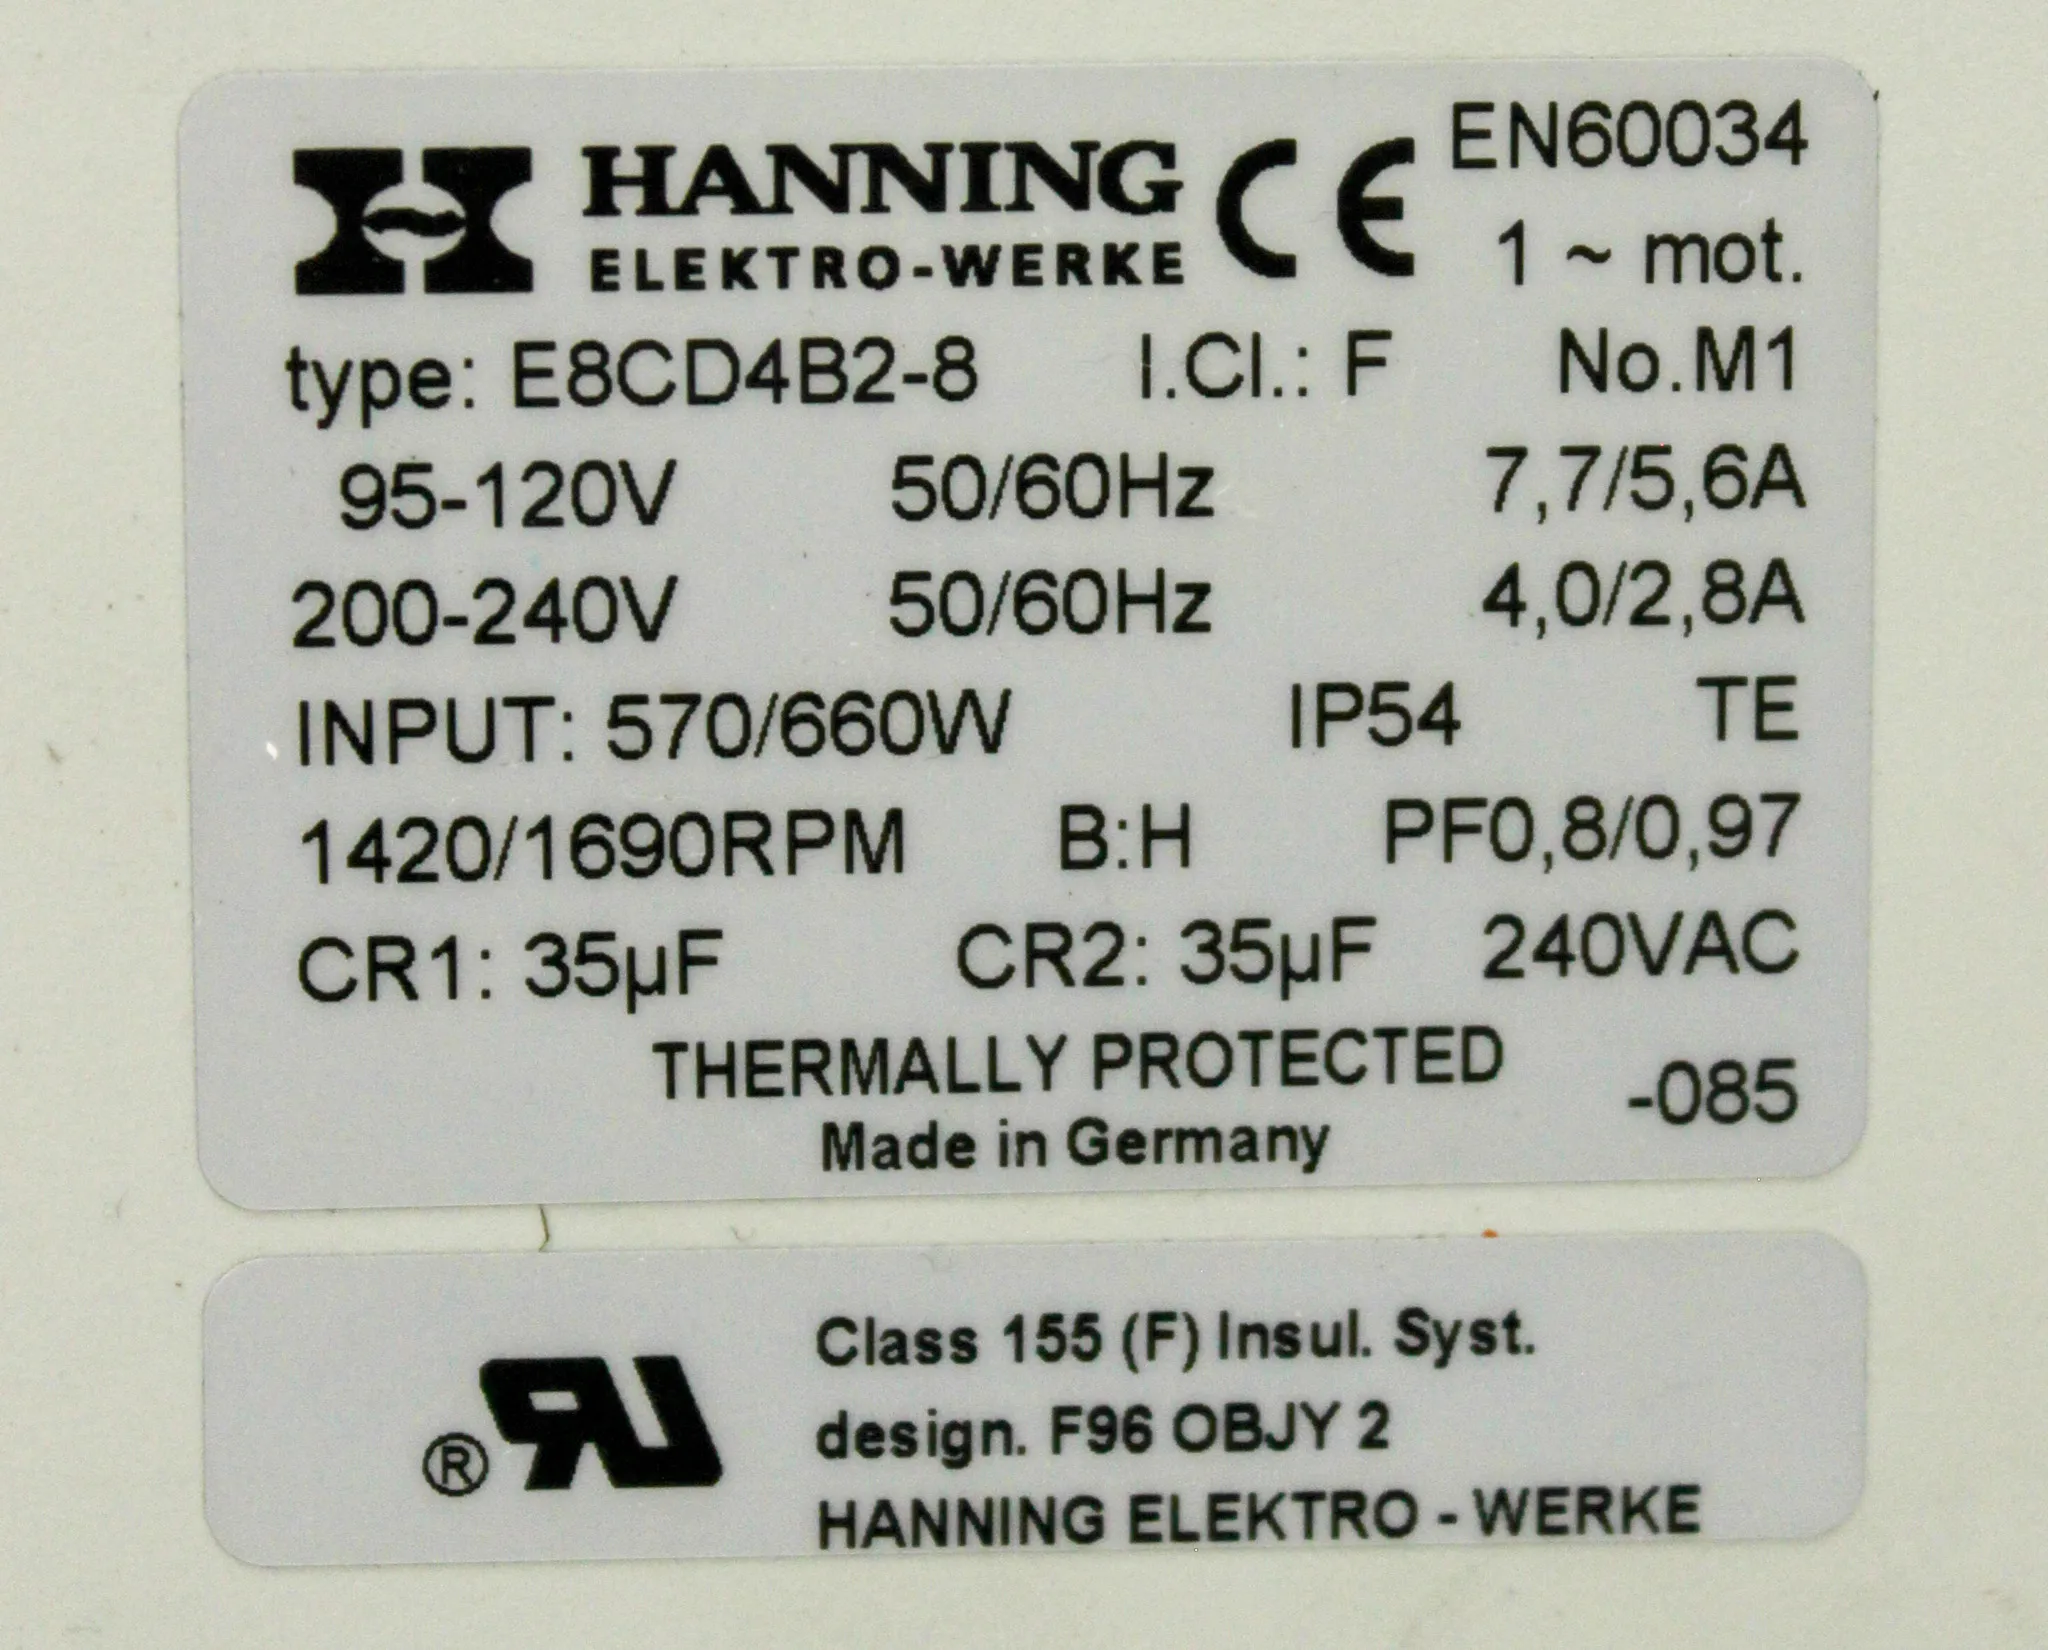 HANNING CE EN60034
ELEKTRO-WERKE 1 ~ mot.
type: E8CD4B2-8 I.Cl.: F No.M1
95-120V 50/60Hz 7,7/5,6A
200-240V 50/60Hz 4,0/2,8A
INPUT: 570/660W IP54 TE
1420/1690RPM B:H PF0,8/0,97
CR1: 35µF CR2: 35µF 240VAC
THERMALLY PROTECTED -085
Made in Germany
Class 155 (F) Insul. Syst.
design. F96 OBJY 2
® RU HANNING ELEKTRO - WERKE